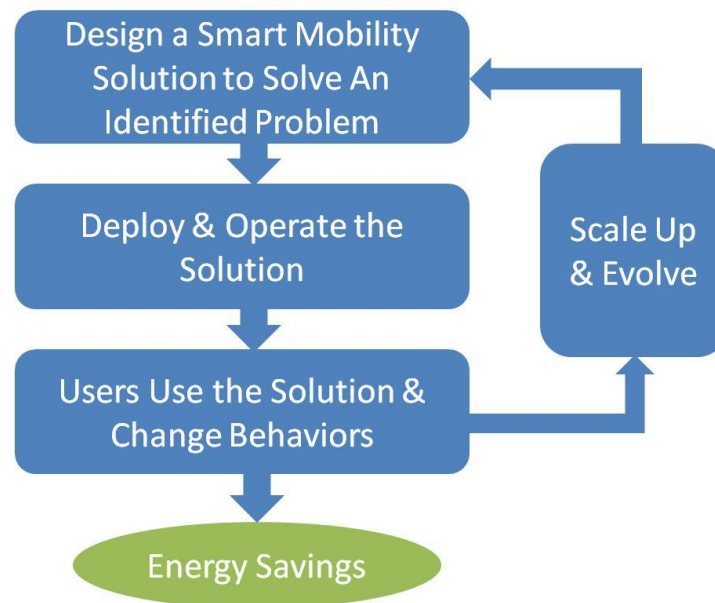 Design a Smart Mobility
Solution to Solve An
Identified Problem
Deploy & Operate the
Solution
Scale Up
& Evolve
Users Use the Solution &
Change Behaviors
Energy Savings